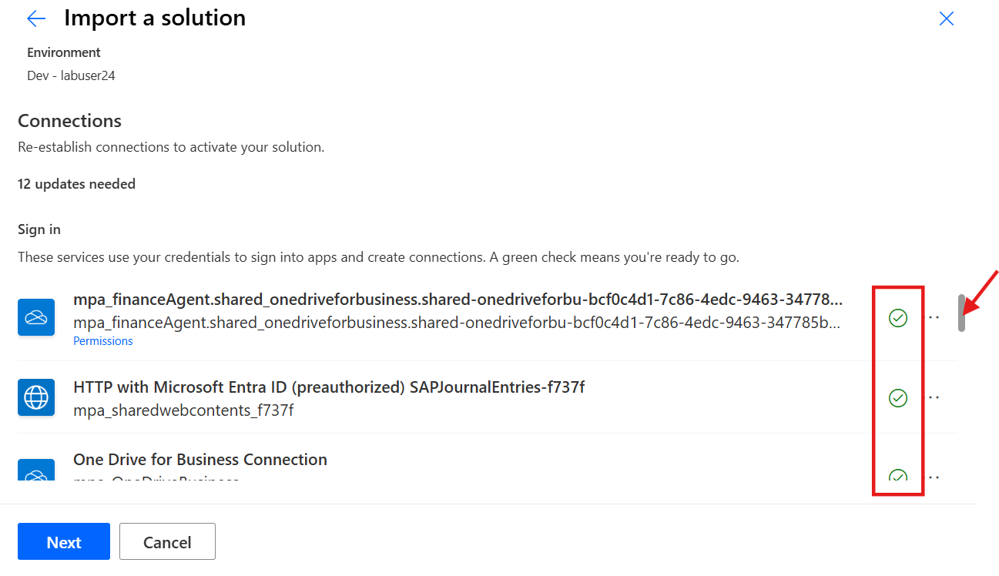 Import a solution
Environment
Dev - labuser24
Connections
Re-establish connections to activate your solution.
12 updates needed
Sign in
These services use your credentials to sign into apps and create connections. A green check means you're ready to go.
mpa_financeAgent.shared_onedriveforbusiness.shared-onedriveforbu-bcf0c4d1-7c86-4edc-9463-34778...
mpa_financeAgent.shared_onedriveforbusiness.shared-onedriveforbu-bcf0c4d1-7c86-4edc-9463-347785b...
Permissions
HTTP with Microsoft Entra ID (preauthorized) SAPJournalEntries-f737f
mpa_sharedwebcontents_f737f
One Drive for Business Connection
mpa_OneDriveBusiness
Next
Cancel